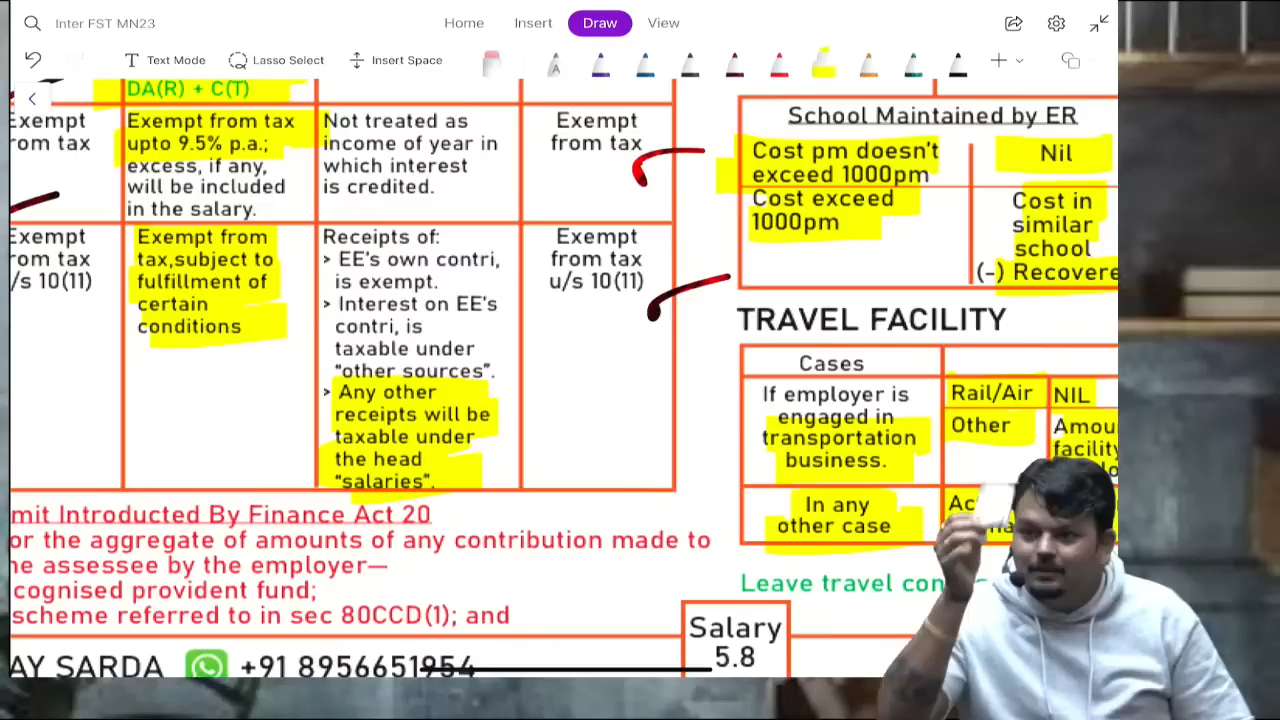 Inter FST MN23
Home
Insert
Draw
View
Text Mode
Lasso Select
Insert Space
DA(R) + C(T)
Exempt
rom tax
Exempt from tax
upto 9.5% p.a.;
excess, if any,
will be included
in the salary.
Not treated as
income of year in
which interest
is credited.
Exempt
from tax
Exempt
rom tax
/s 10(11)
Exempt from
tax,subject to
fulfillment of
certain
conditions
Receipts of:
> EE's own contri,
is exempt.
> Interest on EE's
contri, is
taxable under
"other sources".
> Any other
receipts will be
taxable under
the head
"salaries".
Exempt
from tax
u/s 10(11)
mit Introducted By Finance Act 20
or the aggregate of amounts of any contribution made to
he assessee by the employer—
cognised provident fund;
scheme referred to in sec 80CCD(1); and
AY SARDA
+91 8956651954
School Maintained by ER
Cost pm doesn't
exceed 1000pm
Nil
Cost exceed
1000pm
Cost in
similar
school
(-) Recovere
TRAVEL FACILITY
Cases
If employer is
engaged in
transportation
business.
Rail/Air
NIL
Other
Amou
facility
In any
other case
Ac
Leave travel con
Salary
5.8